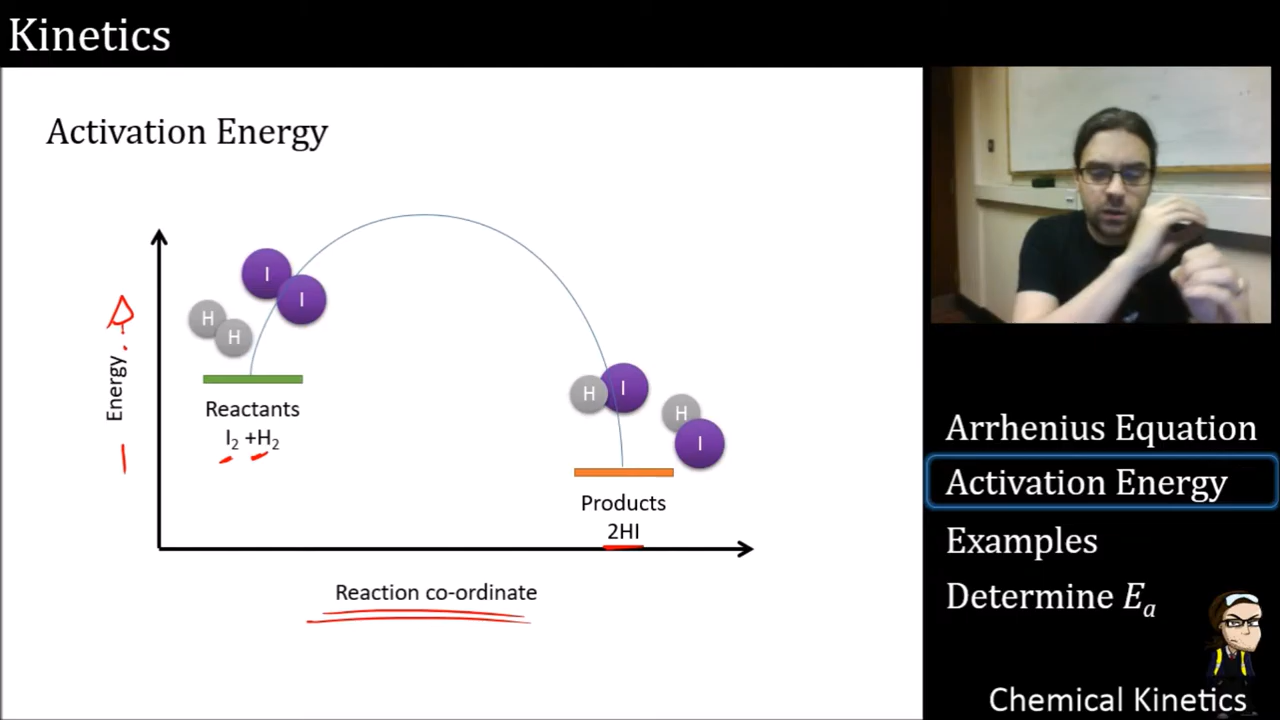 Kinetics
Activation Energy
I
I
H
H
Energy
Reactants
I₂ +H₂
H
I
H
I
Products
2HI
Reaction co-ordinate
Arrhenius Equation
Activation Energy
Examples
Determine Eₐ
Chemical Kinetics